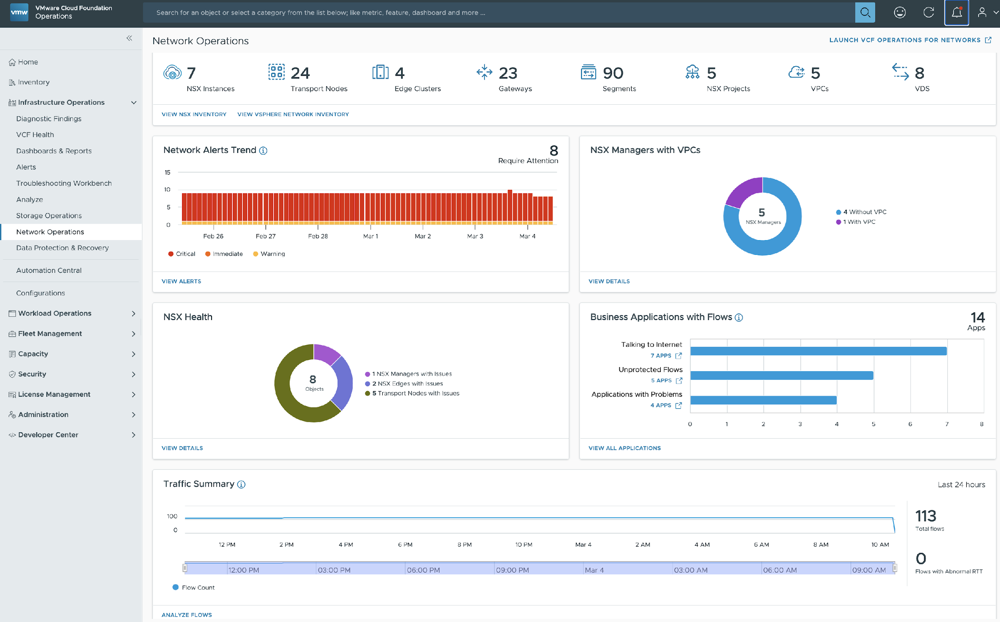 vmw
VMware Cloud Foundation
Operations
Search for an object or select a category from the list below; like metric, feature, dashboard and more ...
Home
Inventory
Infrastructure Operations
Diagnostic Findings
VCF Health
Dashboards & Reports
Alerts
Troubleshooting Workbench
Analyze
Storage Operations
Network Operations
Data Protection & Recovery
Automation Central
Configurations
Workload Operations
Fleet Management
Capacity
Security
License Management
Administration
Developer Center
Network Operations
LAUNCH VCF OPERATIONS FOR NETWORKS
7
NSX Instances
24
Transport Nodes
4
Edge Clusters
23
Gateways
90
Segments
5
NSX Projects
5
VPCs
8
VDS
VIEW NSX INVENTORY
VIEW VSPHERE NETWORK INVENTORY
Network Alerts Trend
8
Require Attention
15
10
5
0
Feb 26
Feb 27
Feb 28
Mar 1
Mar 2
Mar 3
Mar 4
Critical
Immediate
Warning
VIEW ALERTS
NSX Managers with VPCs
5
NSX Managers
4 Without VPC
1 With VPC
VIEW DETAILS
NSX Health
8
Objects
1 NSX Managers with Issues
2 NSX Edges with Issues
5 Transport Nodes with Issues
VIEW DETAILS
Business Applications with Flows
14
Apps
Talking to Internet
7 APPS
Unprotected Flows
5 APPS
Applications with Problems
4 APPS
0
1
2
3
4
5
6
7
8
VIEW ALL APPLICATIONS
Traffic Summary
Last 24 hours
100
0
12 PM
2 PM
4 PM
6 PM
8 PM
10 PM
Mar 4
2 AM
4 AM
6 AM
8 AM
10 AM
12:00 PM
03:00 PM
06:00 PM
09:00 PM
Mar 4
03:00 AM
06:00 AM
09:00 AM
Flow Count
113
Total flows
0
Flows with Abnormal RTT
ANALYZE FLOWS